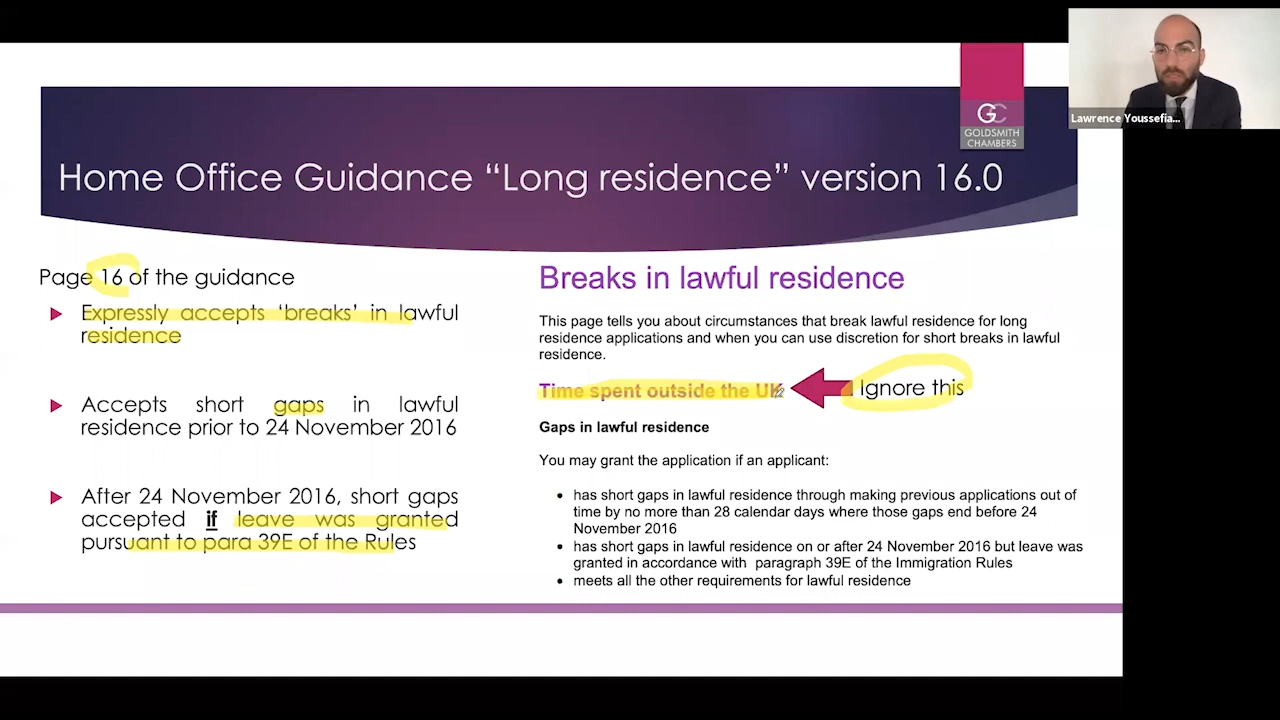 GC
GOLDSMITH
CHAMBERS
Lawrence Youssefia...
Home Office Guidance “Long residence” version 16.0
Page 16 of the guidance
Expressly accepts ‘breaks’ in lawful
residence
Accepts short gaps in lawful
residence prior to 24 November 2016
After 24 November 2016, short gaps
accepted if leave was granted
pursuant to para 39E of the Rules
Breaks in lawful residence
This page tells you about circumstances that break lawful residence for long
residence applications and when you can use discretion for short breaks in lawful
residence.
Time spent outside the UK
Ignore this
Gaps in lawful residence
You may grant the application if an applicant:
has short gaps in lawful residence through making previous applications out of
time by no more than 28 calendar days where those gaps end before 24
November 2016
has short gaps in lawful residence on or after 24 November 2016 but leave was
granted in accordance with paragraph 39E of the Immigration Rules
meets all the other requirements for lawful residence